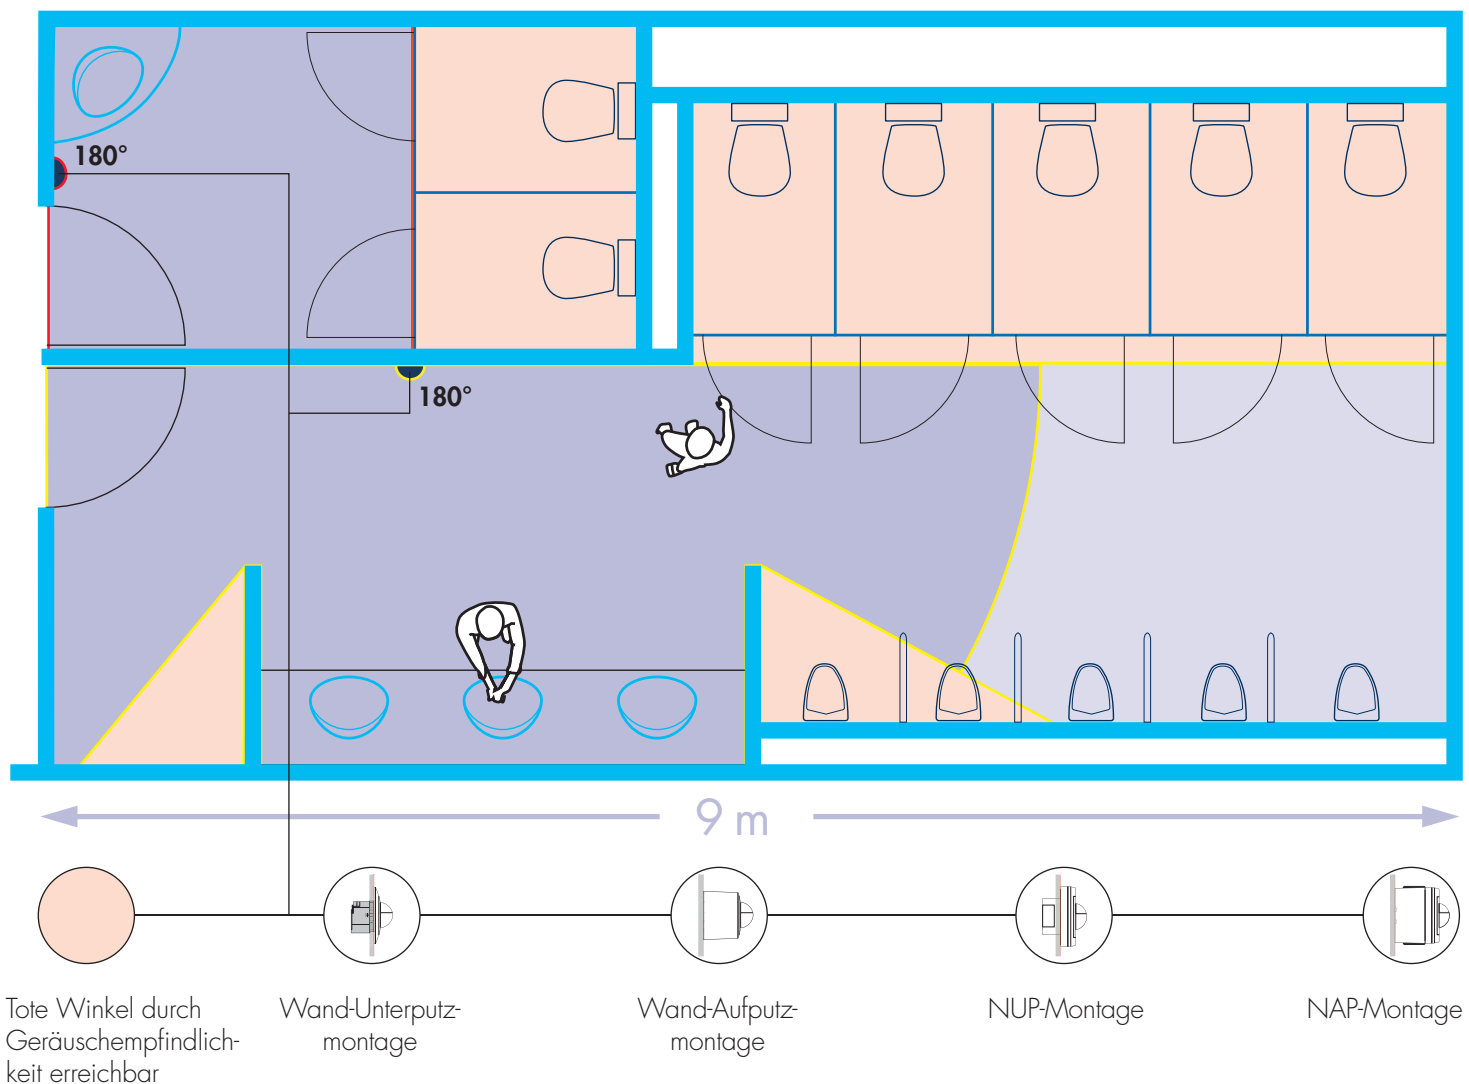 180°
180°
9 m
Tote Winkel durch
Geräuschempfindlich-
keit erreichbar
Wand-Unterputz-
montage
Wand-Aufputz-
montage
NUP-Montage
NAP-Montage